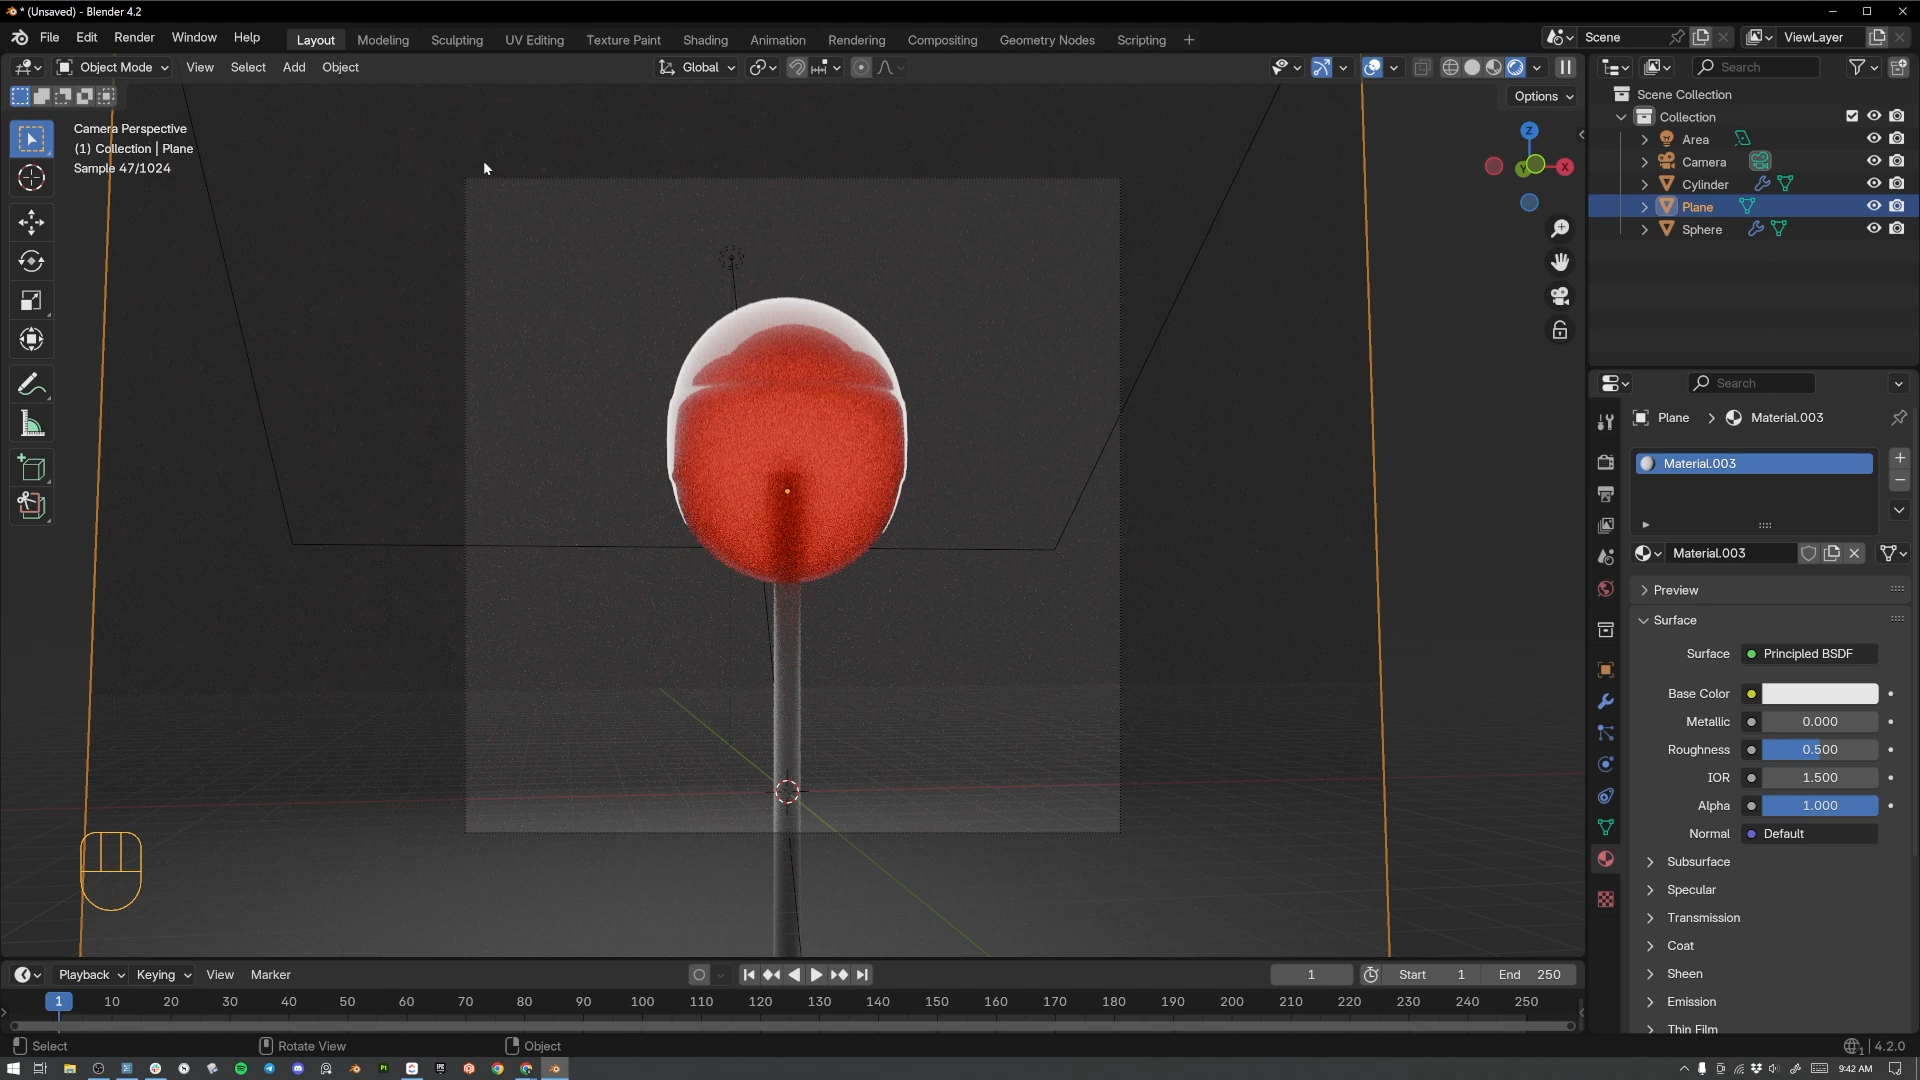 * (Unsaved) - Blender 4.2
File Edit Render Window Help
Layout Modeling Sculpting UV Editing Texture Paint Shading Animation Rendering Compositing Geometry Nodes Scripting +
Scene ViewLayer
Object Mode View Select Add Object
Global
Search
Options
Camera Perspective
(1) Collection | Plane
Sample 47/1024
Z
Y
X
Scene Collection
Collection
Area
Camera
Cylinder
Plane
Sphere
Search
Plane > Material.003
Material.003
Material.003
Preview
Surface
Surface Principled BSDF
Base Color
Metallic 0.000
Roughness 0.500
IOR 1.500
Alpha 1.000
Normal Default
Subsurface
Specular
Transmission
Coat
Sheen
Emission
Thin Film
Playback Keying View Marker
1 Start 1 End 250
1 10 20 30 40 50 60 70 80 90 100 110 120 130 140 150 160 170 180 190 200 210 220 230 240 250
Select Rotate View Object
4.2.0
9:42 AM